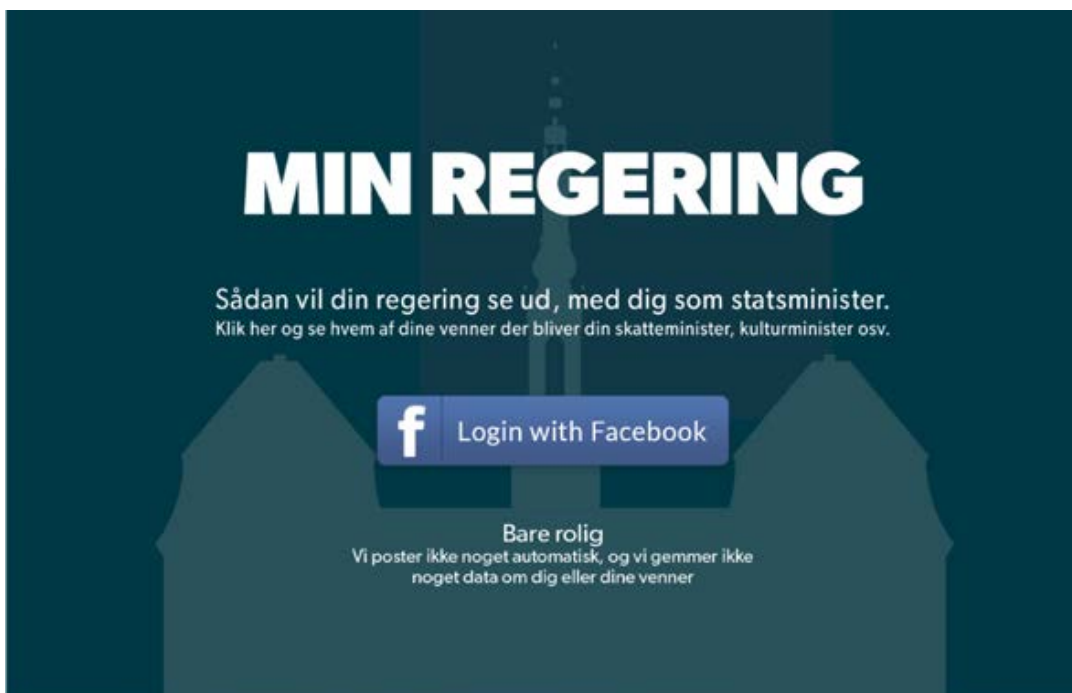 MIN REGERING
Sådan vil din regering se ud, med dig som statsminister.
Klik her og se hvem af dine venner der bliver din skatteminister, kulturminister osv.
f Login with Facebook
Bare rolig
Vi poster ikke noget automatisk, og vi gemmer ikke
noget data om dig eller dine venner